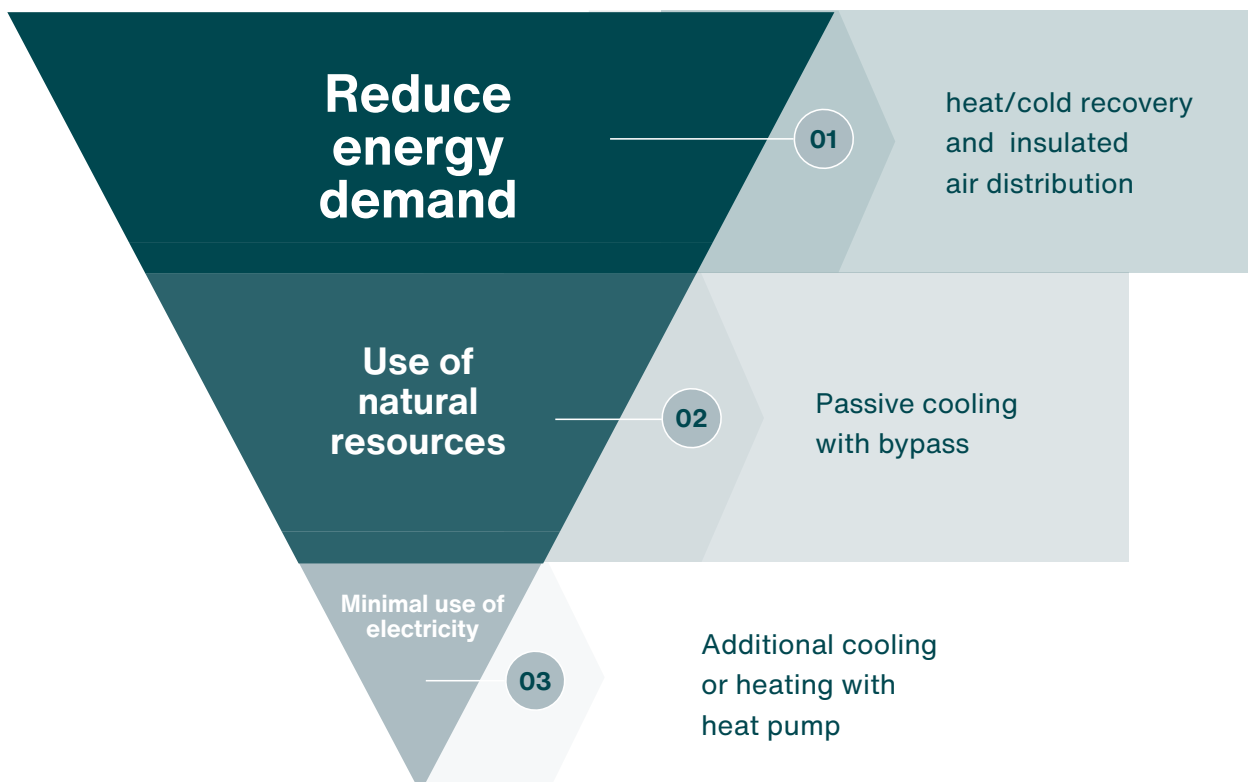 Reduce
energy
demand
01
heat/cold recovery
and insulated
air distribution
Use of
natural
resources
02
Passive cooling
with bypass
Minimal use of
electricity
03
Additional cooling
or heating with
heat pump